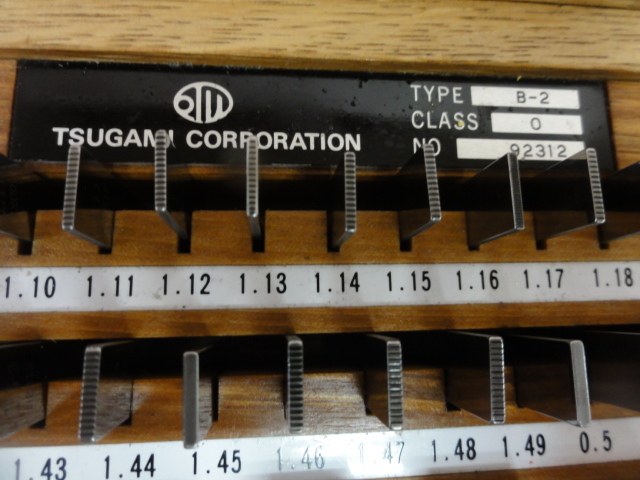 TSUGAMI CORPORATION
TYPE B-2
CLASS 0
NO 92312
1.10 1.11 1.12 1.13 1.14 1.15 1.16 1.17 1.18
1.43 1.44 1.45 1.46 1.47 1.48 1.49 0.5